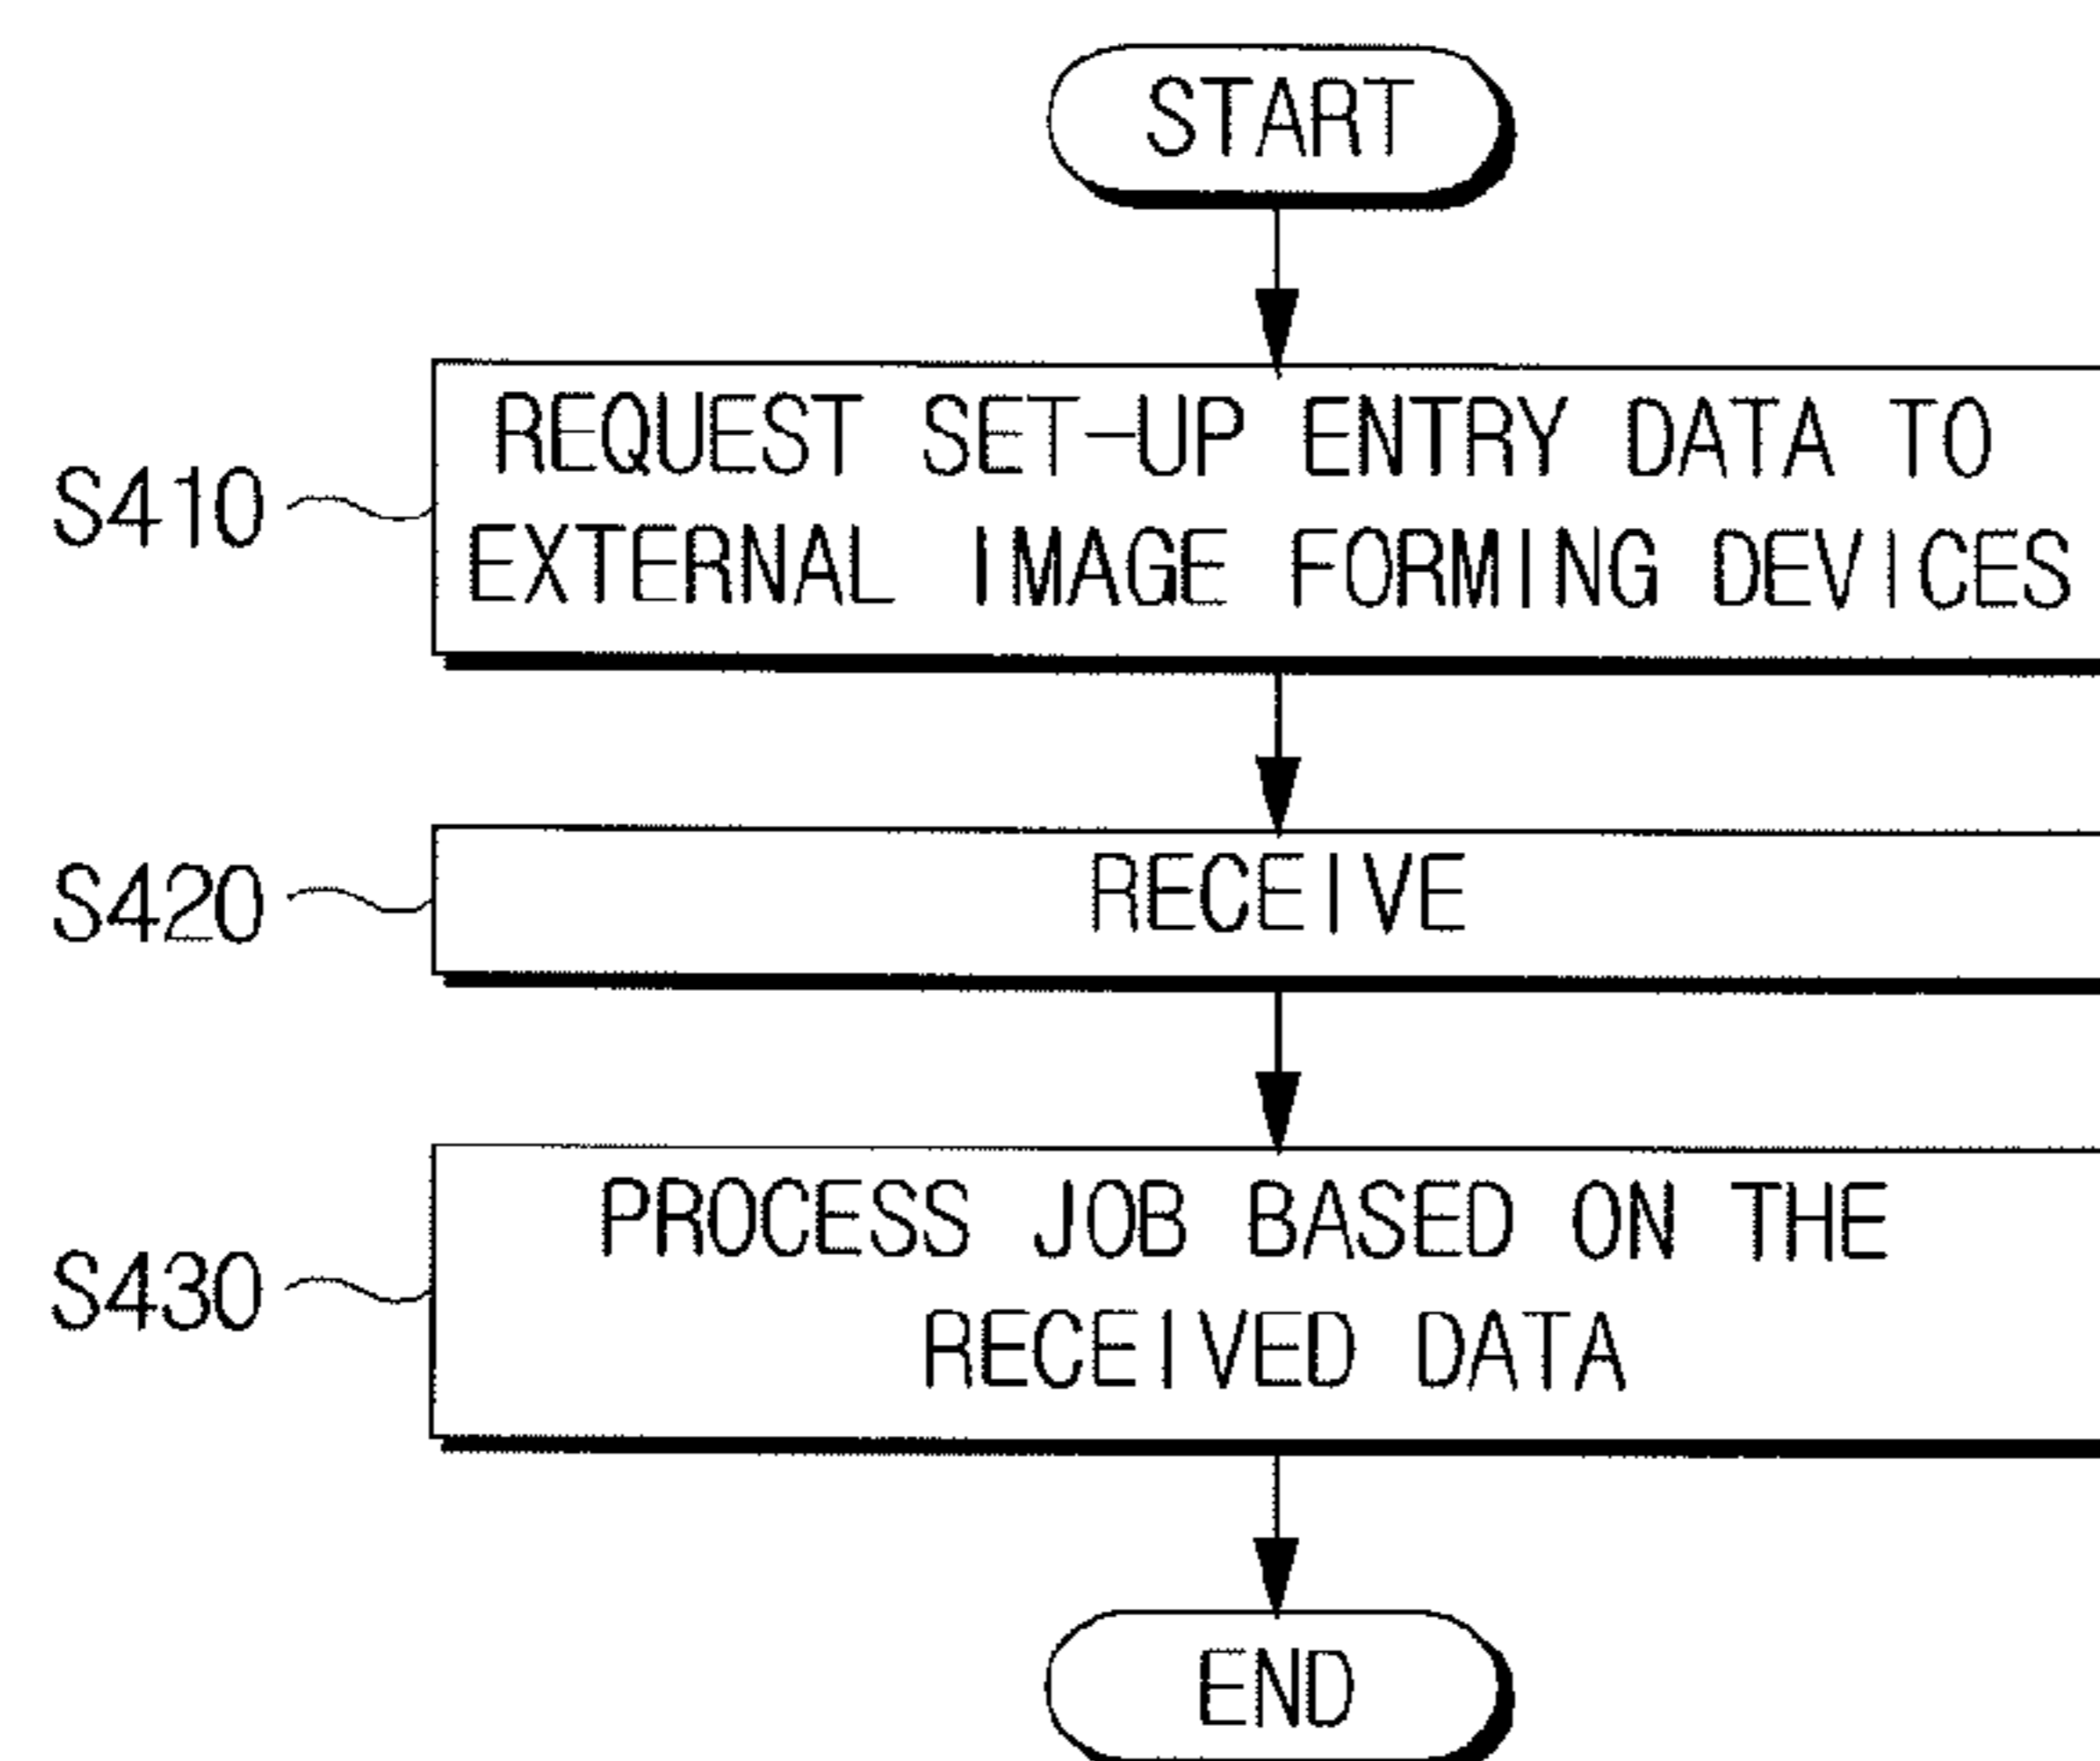 START
S410
REQUEST SET-UP ENTRY DATA TO
EXTERNAL IMAGE FORMING DEVICES
S420
RECEIVE
S430
PROCESS JOB BASED ON THE
RECEIVED DATA
END